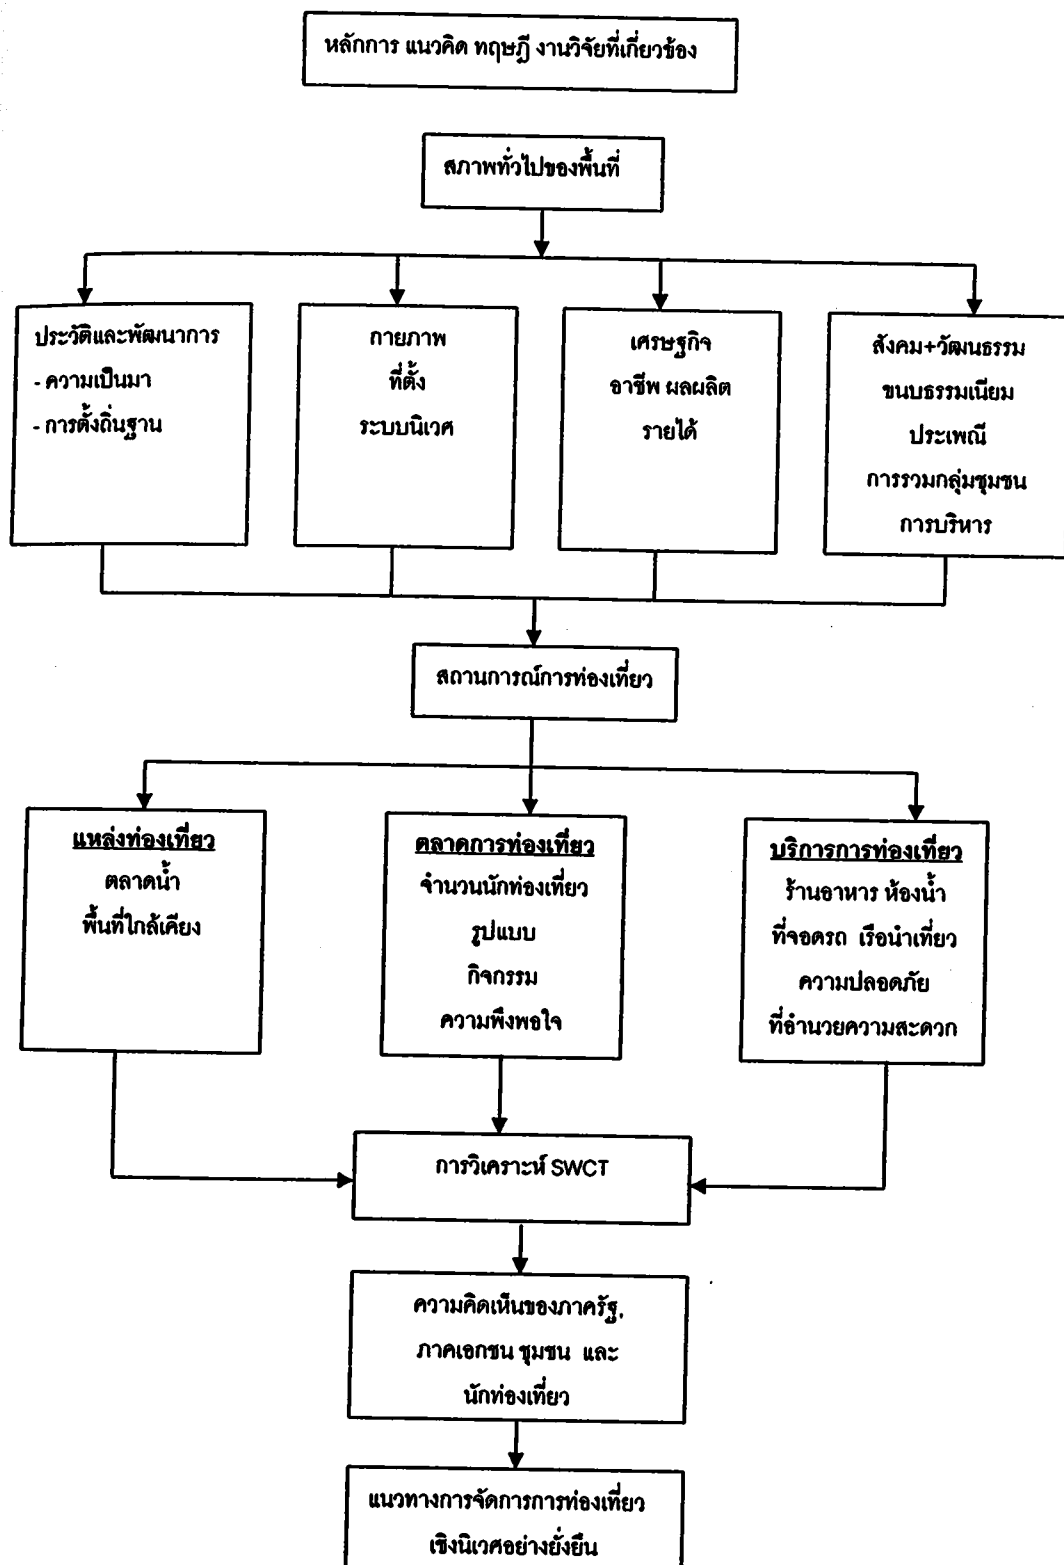 หลักการ แนวคิด ทฤษฎี งานวิจัยที่เกี่ยวข้อง
สภาพทั่วไปของพื้นที่
ประวัติและพัฒนาการ
- ความเป็นมา
- การตั้งถิ่นฐาน
กายภาพ
ที่ตั้ง
ระบบนิเวศ
เศรษฐกิจ
อาชีพ ผลผลิต
รายได้
สังคม+วัฒนธรรม
ขนบธรรมเนียม
ประเพณี
การรวมกลุ่มชุมชน
การบริหาร
สถานการณ์การท่องเที่ยว
แหล่งท่องเที่ยว
ตลาดน้ำ
พื้นที่ใกล้เคียง
ตลาดการท่องเที่ยว
จำนวนนักท่องเที่ยว
รูปแบบ
กิจกรรม
ความพึงพอใจ
บริการการท่องเที่ยว
ร้านอาหาร ห้องน้ำ
ที่จอดรถ เรือนำเที่ยว
ความปลอดภัย
ที่อำนวยความสะดวก
การวิเคราะห์ SWCT
ความคิดเห็นของภาครัฐ,
ภาคเอกชน ชุมชน และ
นักท่องเที่ยว
แนวทางการจัดการการท่องเที่ยว
เชิงนิเวศอย่างยั่งยืน